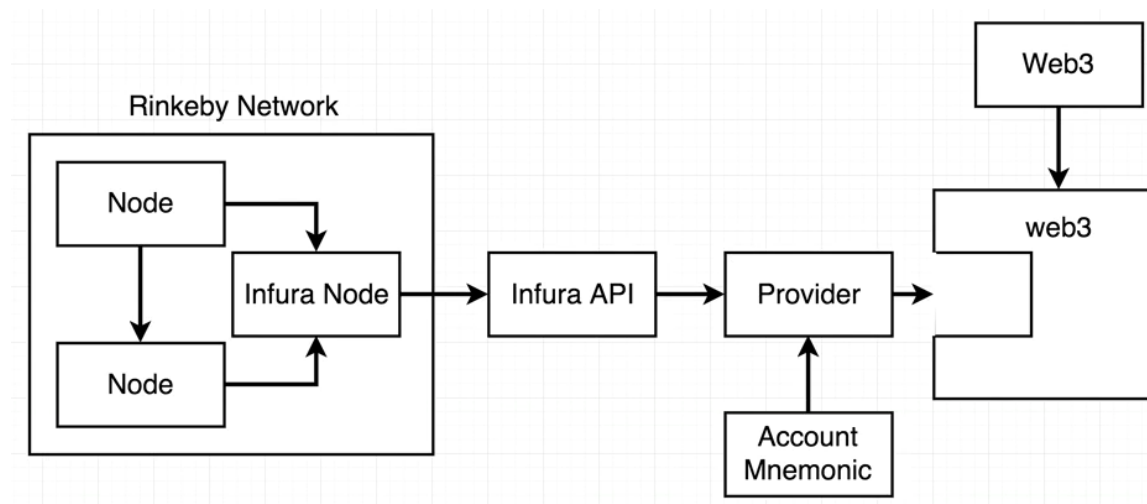 Web3
Rinkeby Network
Node
web3
Infura Node
Infura API
Provider
Node
Account
Mnemonic